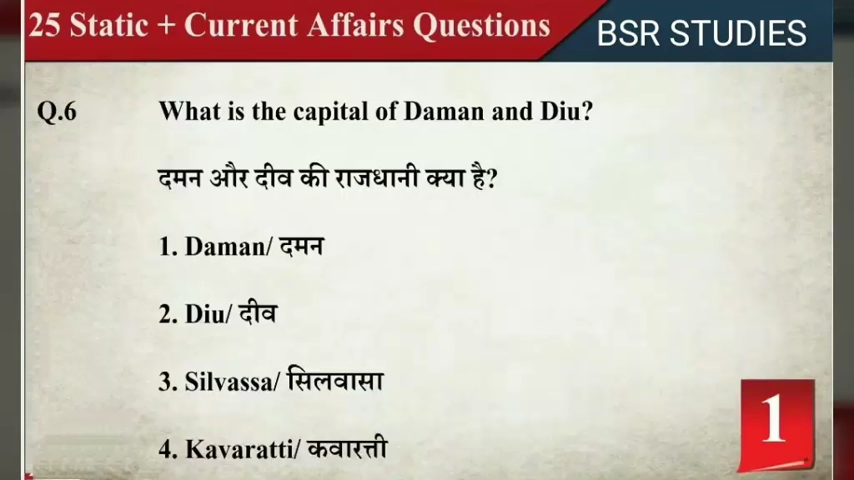 25 Static + Current Affairs Questions
BSR STUDIES
Q.6 What is the capital of Daman and Diu?
दमन और दीव की राजधानी क्या है?
1. Daman/ दमन
2. Diu/ दीव
3. Silvassa/ सिलवासा
4. Kavaratti/ कवारत्ती
1